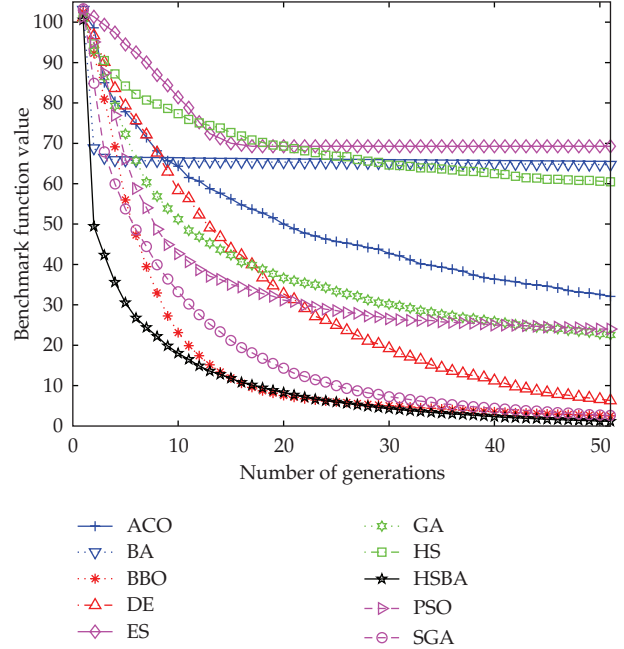 100
90
80
70
60
50
40
30
20
10
0
Benchmark function value
0 10 20 30 40 50
Number of generations
ACO
BA
BBO
DE
ES
GA
HS
HSBA
PSO
SGA